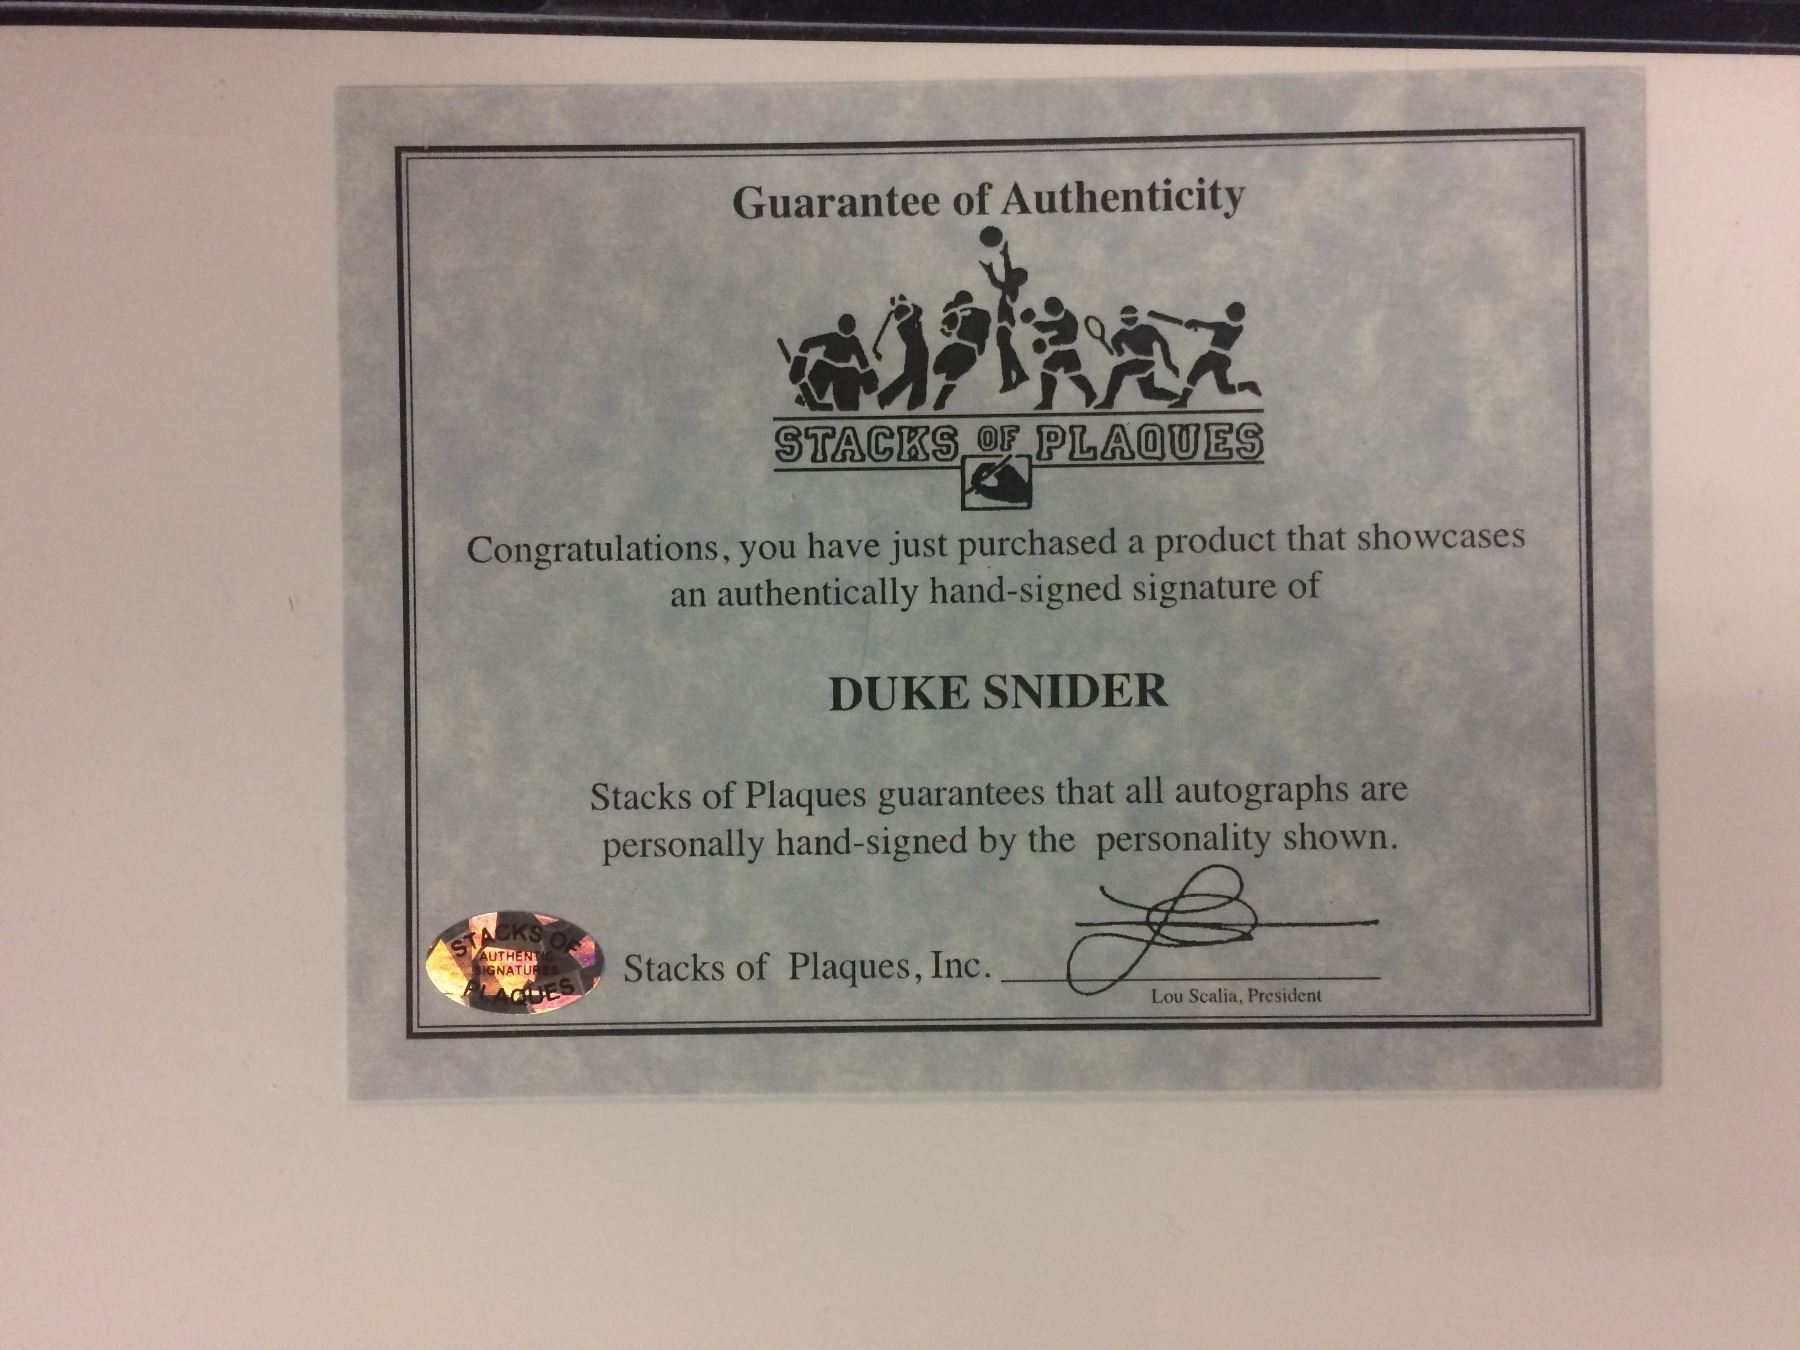 Guarantee of Authenticity
STACKS OF PLAQUES
Congratulations, you have just purchased a product that showcases
an authentically hand-signed signature of
DUKE SNIDER
Stacks of Plaques guarantees that all autographs are
personally hand-signed by the personality shown.
STACKS OF
AUTHENTIC
SIGNATURES
PLAQUES
Stacks of Plaques, Inc.
Lou Scalia, President